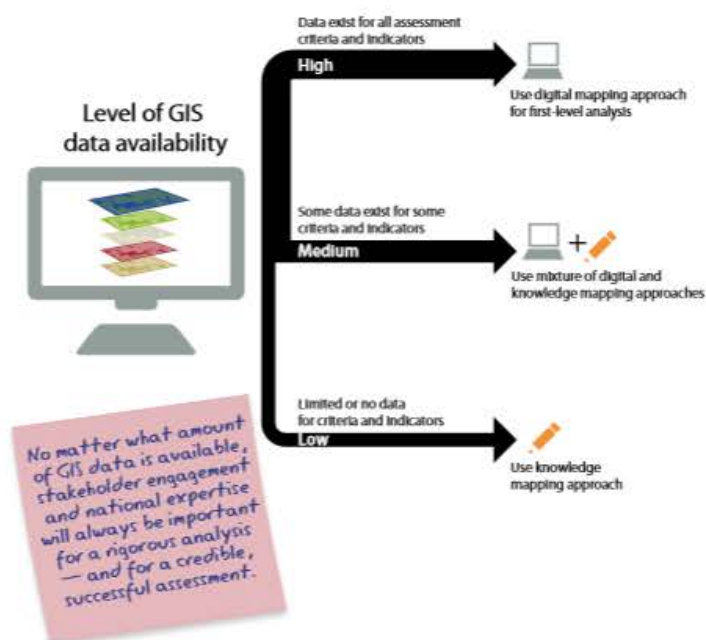 Level of GIS
data availability
Data exist for all assessment
criteria and indicators
High
Use digital mapping approach
for first-level analysis
Some data exist for some
criteria and indicators
Medium
+
Use mixture of digital and
knowledge mapping approaches
Limited or no data
for criteria and indicators
Low
Use knowledge
mapping approach
No matter what amount
of GIS data is available,
stakeholder engagement
and national expertise
will always be important
for a rigorous analysis
— and for a credible,
successful assessment.